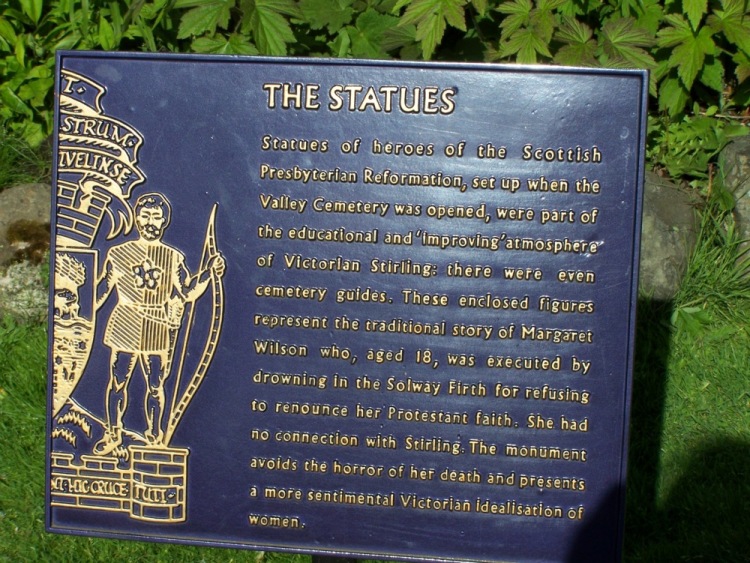 T.
STRUM
IVELINSE
HIC CRUCE TUTI
THE STATUES
Statues of heroes of the Scottish
Presbyterian Reformation, set up when the
Valley Cemetery was opened, were part of
the educational and 'improving' atmosphere
of Victorian Stirling: there were even
cemetery guides. These enclosed figures
represent the traditional story of Margaret
Wilson who, aged 18, was executed by
drowning in the Solway Firth for refusing
to renounce her Protestant faith. She had
no connection with Stirling. The monument
avoids the horror of her death and presents
a more sentimental Victorian idealisation of
women.